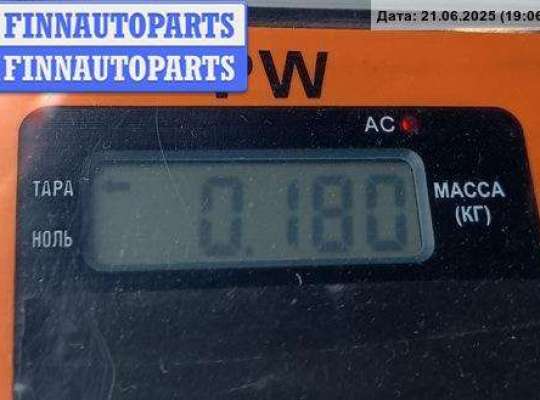 Дата: 21.06.2025 (19:06
FINNAUTOPARTS
FINNAUTOPARTS
PW
AC
ТАРА
0.180
МАССА
(КГ)
НОЛЬ